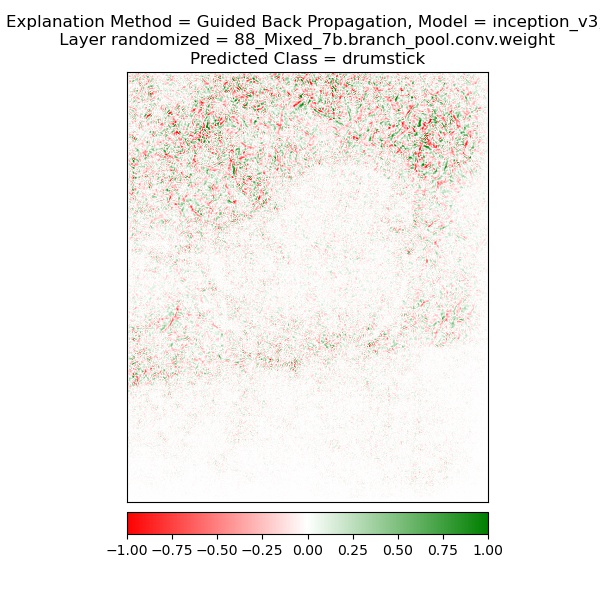 Explanation Method = Guided Back Propagation, Model = inception_v3
Layer randomized = 88_Mixed_7b.branch_pool.conv.weight
Predicted Class = drumstick
−1.00 −0.75 −0.50 −0.25 0.00 0.25 0.50 0.75 1.00